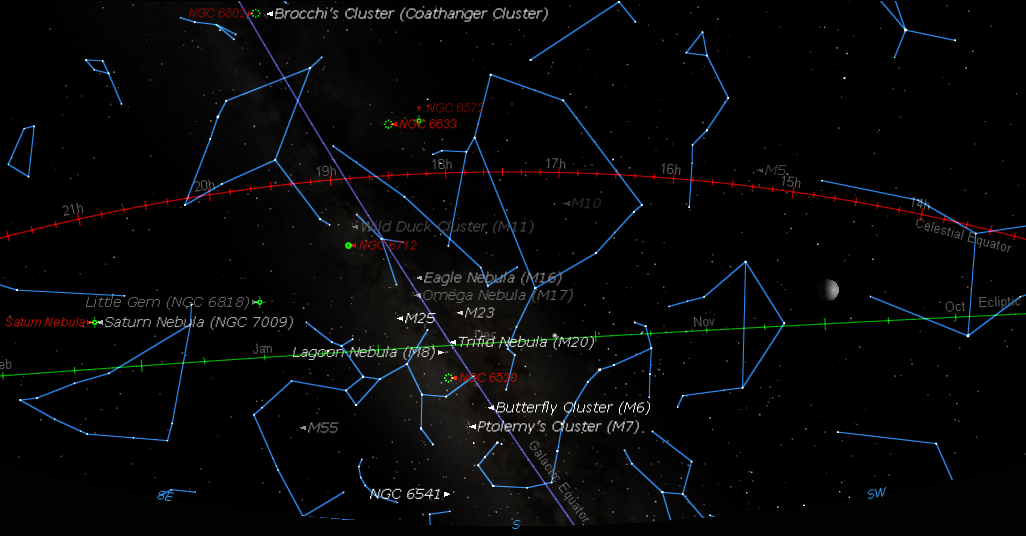 NGC 6802
Brocchi's Cluster (Coathanger Cluster)
NGC 6572
NGC 6633
18h
17h
16h
19h
M5
15h
20h
21h
14h
M10
Wild Duck Cluster (M11)
Celestial Equator
NGC 6712
Eagle Nebula (M16)
Omega Nebula (M17)
Little Gem (NGC 6818)
Oct
Ecliptic
M25
M23
Saturn Nebula
Saturn Nebula (NGC 7009)
Nov
Dec
Trifid Nebula (M20)
Jan
Lagoon Nebula (M8)
eb
NGC 6520
Butterfly Cluster (M6)
M55
Ptolemy's Cluster (M7)
Galactic Equator
SE
NGC 6541
SW
S